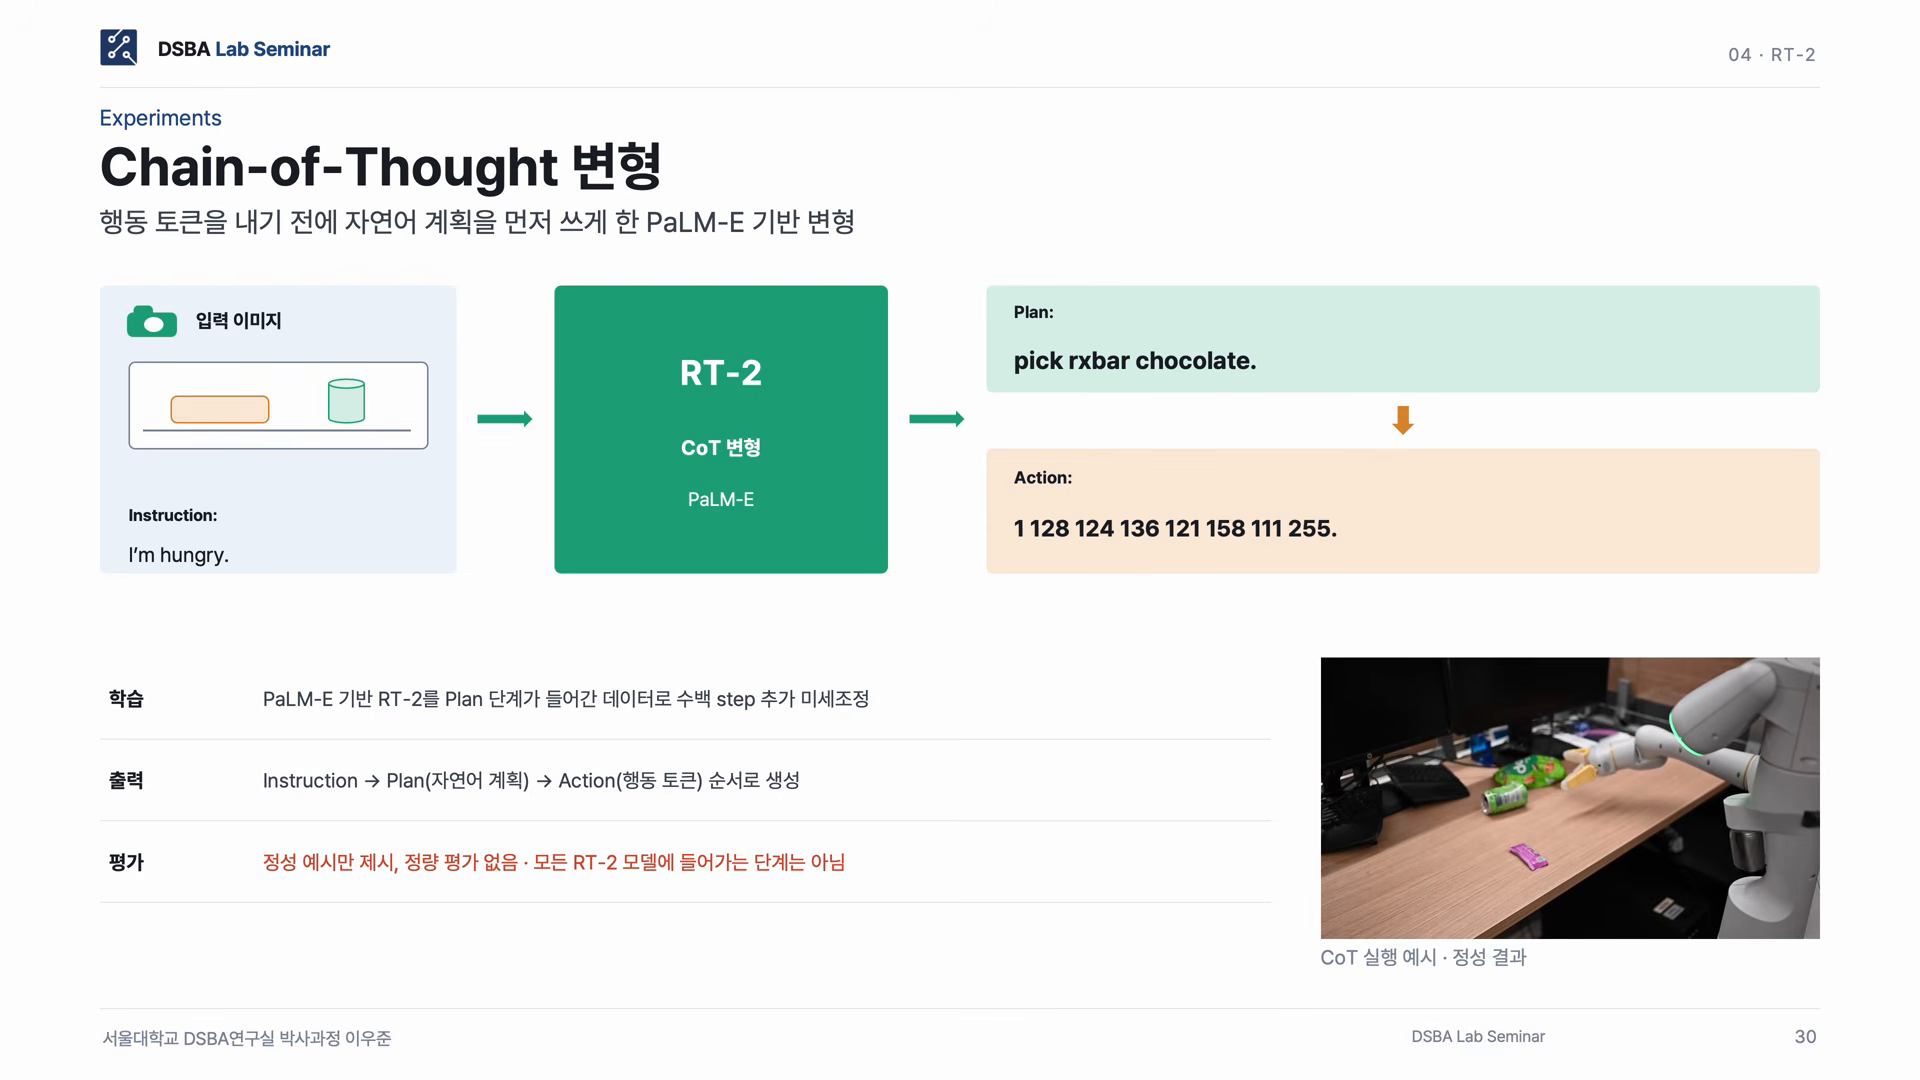 DSBA Lab Seminar
04 · RT-2
Experiments
Chain-of-Thought 변형
행동 토큰을 내기 전에 자연어 계획을 먼저 쓰게 한 PaLM-E 기반 변형
입력 이미지
Instruction:
I’m hungry.
RT-2
CoT 변형
PaLM-E
Plan:
pick rxbar chocolate.
Action:
1 128 124 136 121 158 111 255.
학습 PaLM-E 기반 RT-2를 Plan 단계가 들어간 데이터로 수백 step 추가 미세조정
출력 Instruction → Plan(자연어 계획) → Action(행동 토큰) 순서로 생성
평가 정성 예시만 제시, 정량 평가 없음 · 모든 RT-2 모델에 들어가는 단계는 아님
CoT 실행 예시 · 정성 결과
서울대학교 DSBA연구실 박사과정 이우준
DSBA Lab Seminar
30